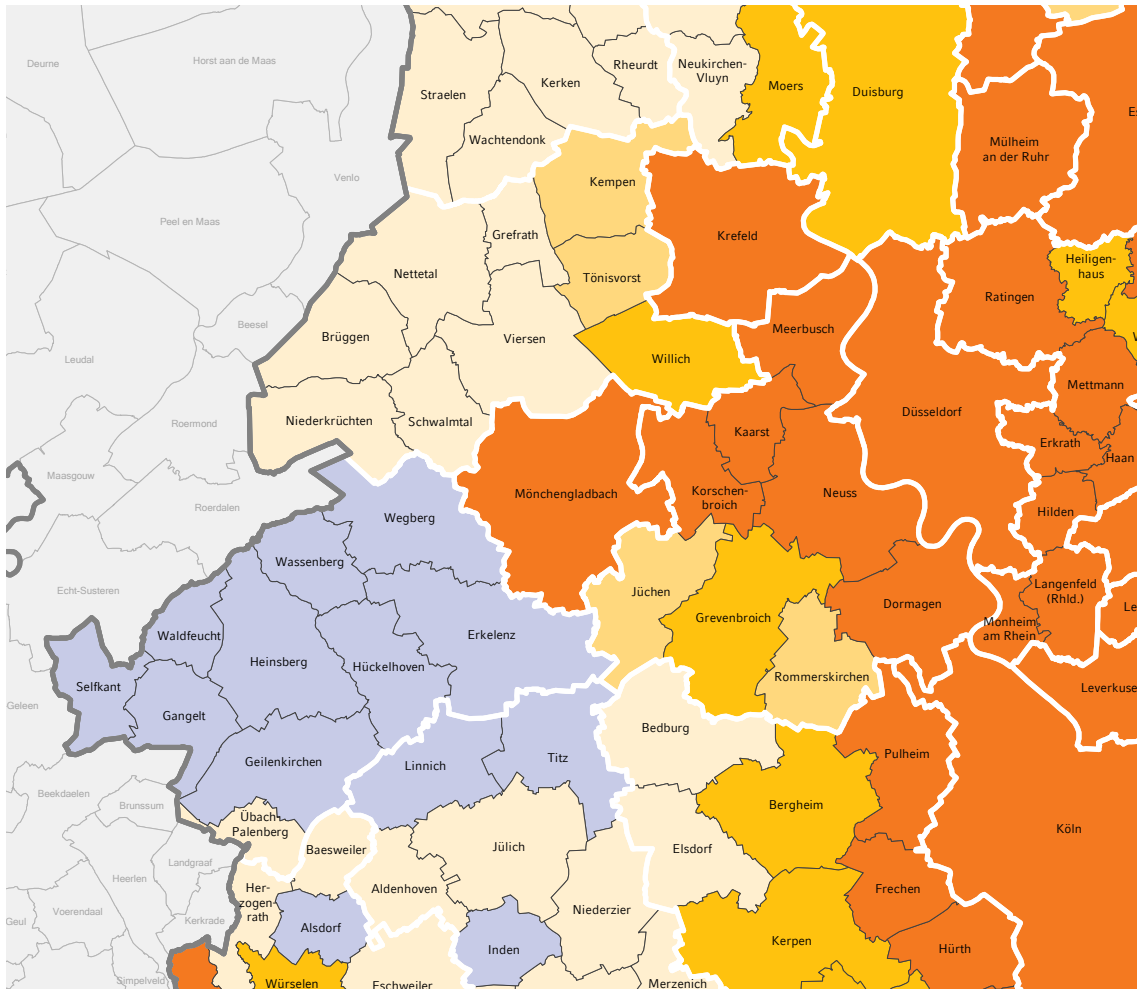 Deurne
Horst aan de Maas
Venlo
Peel en Maas
Beesel
Leudal
Roermond
Maasgouw
Roerdalen
Echt-Susteren
Geleen
Beekdaelen
Brunssum
Landgraaf
Heerlen
Voerendaal
Kerkrade
Simpelveld
Straelen
Kerken
Rheurdt
Neukirchen-
Vluyn
Moers
Duisburg
Mülheim
an der Ruhr
Wachtendonk
Kempen
Grefrath
Krefeld
Nettetal
Tönisvorst
Heiligen-
haus
Ratingen
Brüggen
Viersen
Willich
Meerbusch
Mettmann
Niederkrüchten
Schwalmtal
Kaarst
Düsseldorf
Erkrath
Haan
Mönchengladbach
Korschen-
broich
Neuss
Hilden
Wegberg
Wassenberg
Jüchen
Grevenbroich
Dormagen
Langenfeld
(Rhld.)
Monheim
am Rhein
Waldfeucht
Heinsberg
Hückelhoven
Erkelenz
Rommerskirchen
Selfkant
Gangelt
Leverkuse
Geilenkirchen
Linnich
Titz
Bedburg
Pulheim
Bergheim
Köln
Übach-
Palenberg
Baesweiler
Jülich
Elsdorf
Frechen
Her-
zogen
rath
Aldenhoven
Alsdorf
Niederzier
Inden
Kerpen
Hürth
Würselen
Eschweiler
Merzenich
Geul
Es
Le